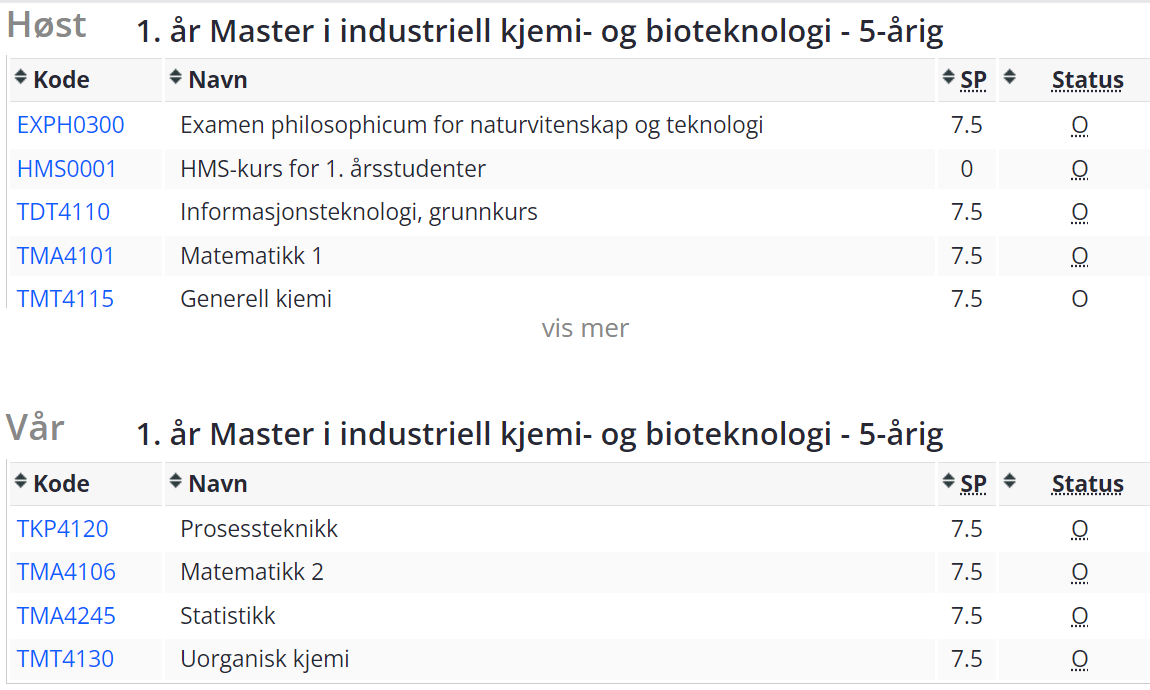 Høst 1. år Master i industriell kjemi- og bioteknologi - 5-årig
Kode Navn SP Status
EXPH0300 Examen philosophicum for naturvitenskap og teknologi 7.5 O
HMS0001 HMS-kurs for 1. årsstudenter 0 O
TDT4110 Informasjonsteknologi, grunnkurs 7.5 O
TMA4101 Matematikk 1 7.5 O
TMT4115 Generell kjemi 7.5 O
vis mer
Vår 1. år Master i industriell kjemi- og bioteknologi - 5-årig
Kode Navn SP Status
TKP4120 Prosessteknikk 7.5 O
TMA4106 Matematikk 2 7.5 O
TMA4245 Statistikk 7.5 O
TMT4130 Uorganisk kjemi 7.5 O